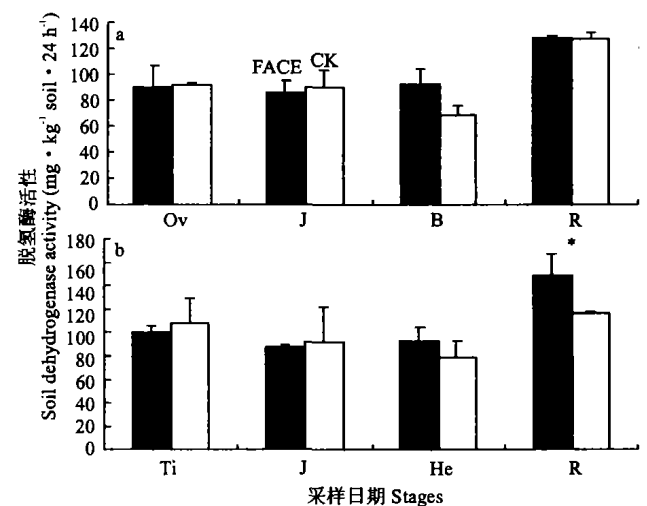 a
140
120
100
80
60
40
20
0
FACE
CK
Ov J B R
脱氢酶活性
Soil dehydrogenase activity (mg·kg⁻¹ soil·24 h⁻¹)
b
180
160
140
120
100
80
60
40
20
0
*
Ti J He R
采样日期 Stages